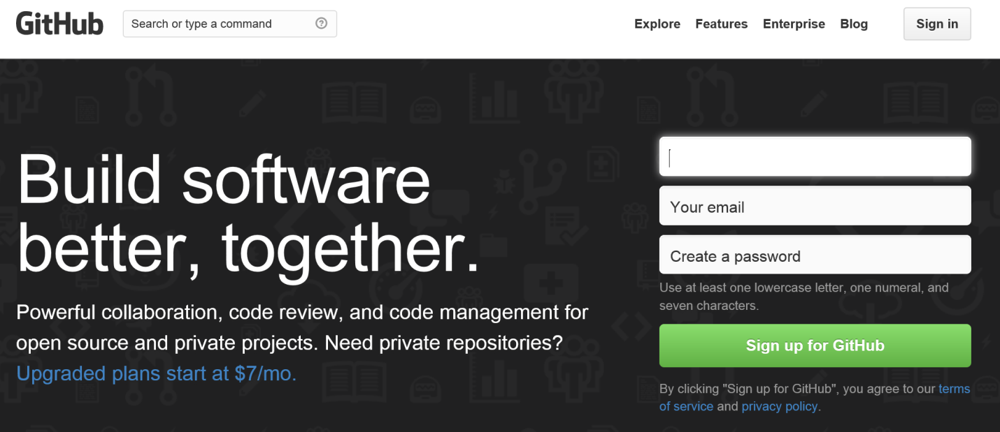 GitHub
Search or type a command
Explore Features Enterprise Blog Sign in
Build software
better, together.
Powerful collaboration, code review, and code management for
open source and private projects. Need private repositories?
Upgraded plans start at $7/mo.
Your email
Create a password
Use at least one lowercase letter, one numeral, and
seven characters.
Sign up for GitHub
By clicking "Sign up for GitHub", you agree to our terms
of service and privacy policy.